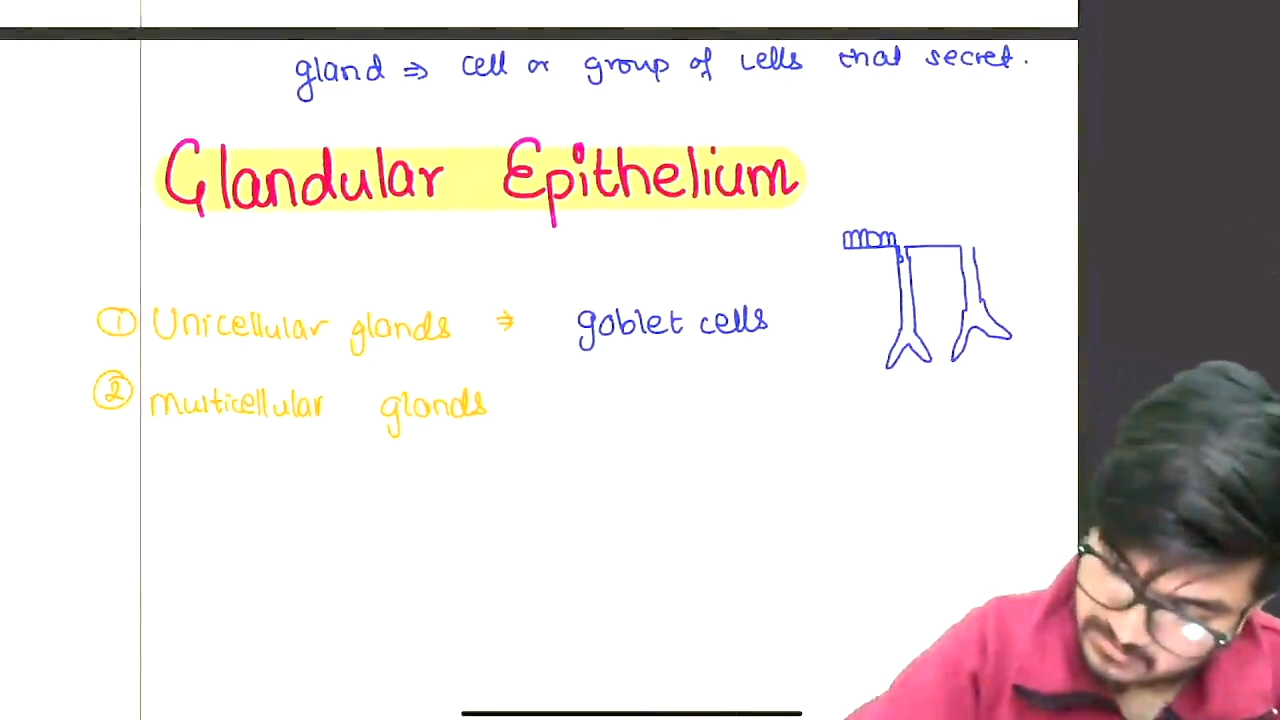 gland ⇒ cell or group of cells that secret.
Glandular Epithelium
① Unicellular glands ⇒ goblet cells
② multicellular glands